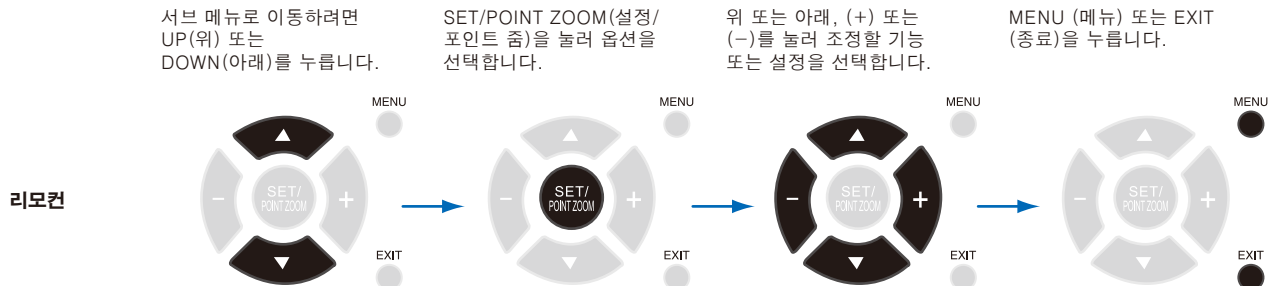 서브 메뉴로 이동하려면
UP(위) 또는
DOWN(아래)를 누릅니다.
SET/POINT ZOOM(설정/
포인트 줌)을 눌러 옵션을
선택합니다.
위 또는 아래, (+) 또는
(-)를 눌러 조정할 기능
또는 설정을 선택합니다.
MENU (메뉴) 또는 EXIT
(종료)을 누릅니다.
리모컨
MENU
-
SET/
POINT ZOOM
+
EXIT
MENU
-
SET/
POINT ZOOM
+
EXIT
MENU
-
SET/
POINT ZOOM
+
EXIT
MENU
-
SET/
POINT ZOOM
+
EXIT